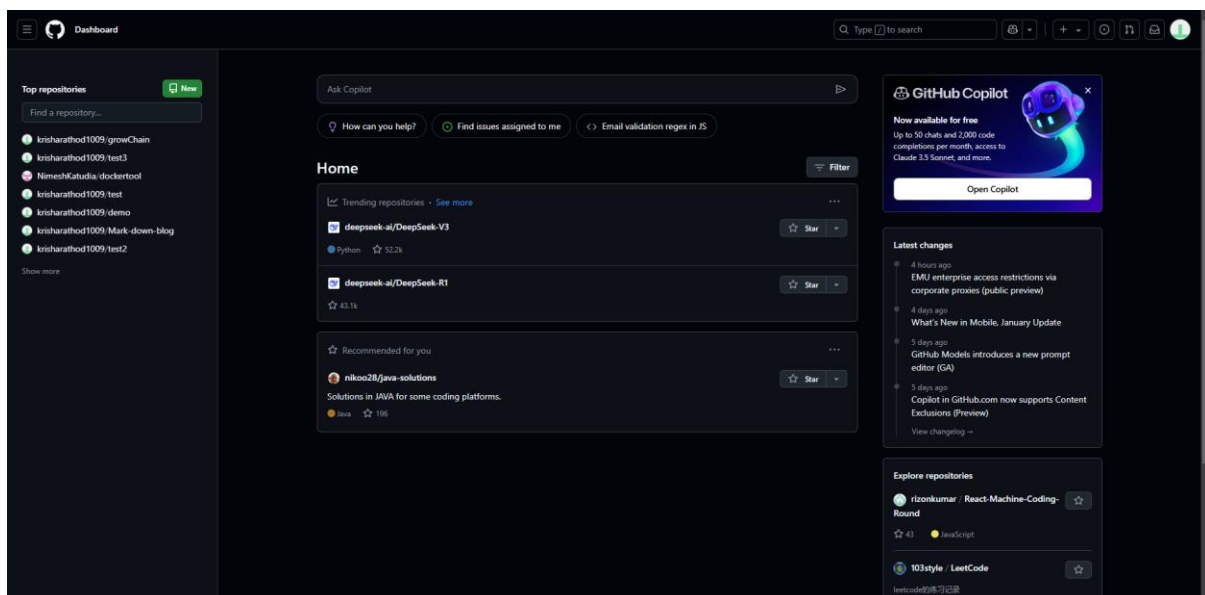 Dashboard
Type / to search
Top repositories
New
Find a repository...
krisharathod1009/growChain
krisharathod1009/test3
NimeshKatudia/dockertool
krisharathod1009/test
krisharathod1009/demo
krisharathod1009/Mark-down-blog
krisharathod1009/test2
Show more
Ask Copilot
How can you help?
Find issues assigned to me
<> Email validation regex in JS
Home
Filter
Trending repositories · See more
deepseek-ai/DeepSeek-V3
Star
Python 52.2k
deepseek-ai/DeepSeek-R1
Star
43.1k
Recommended for you
nikoo28/java-solutions
Star
Solutions in JAVA for some coding platforms.
Java 196
GitHub Copilot
Now available for free
Up to 50 chats and 2,000 code
completions per month, access to
Claude 3.5 Sonnet, and more.
Open Copilot
Latest changes
4 hours ago
EMU enterprise access restrictions via
corporate proxies (public preview)
4 days ago
What's New in Mobile, January Update
5 days ago
GitHub Models introduces a new prompt
editor (GA)
5 days ago
Copilot in GitHub.com now supports Content
Exclusions (Preview)
View changelog →
Explore repositories
rizonkumar / React-Machine-Coding-
Round
43 JavaScript
103style / LeetCode
leetcode的练习记录